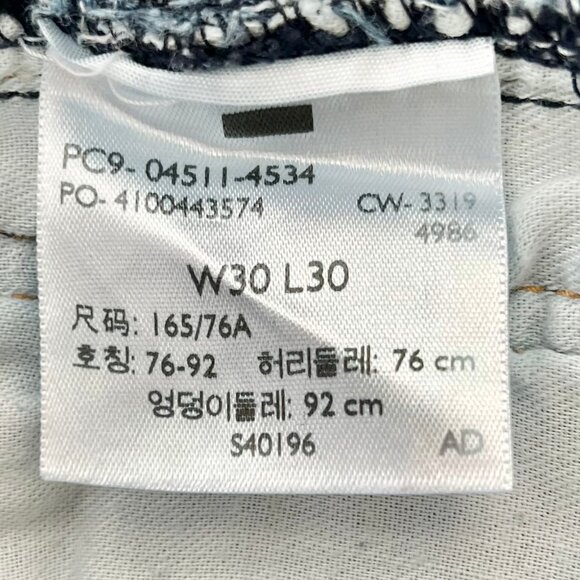 PC9- 04511-4534
PO- 4100443574 CW- 3319
4986
W30 L30
尺码: 165/76A
호칭: 76-92 허리둘레: 76 cm
엉덩이둘레: 92 cm
S40196 AD